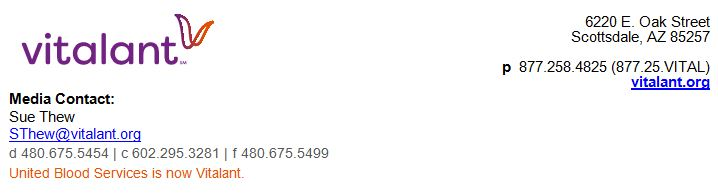 vitalant
SM
6220 E. Oak Street
Scottsdale, AZ 85257
p 877.258.4825 (877.25.VITAL)
vitalant.org
Media Contact:
Sue Thew
SThew@vitalant.org
d 480.675.5454 | c 602.295.3281 | f 480.675.5499
United Blood Services is now Vitalant.